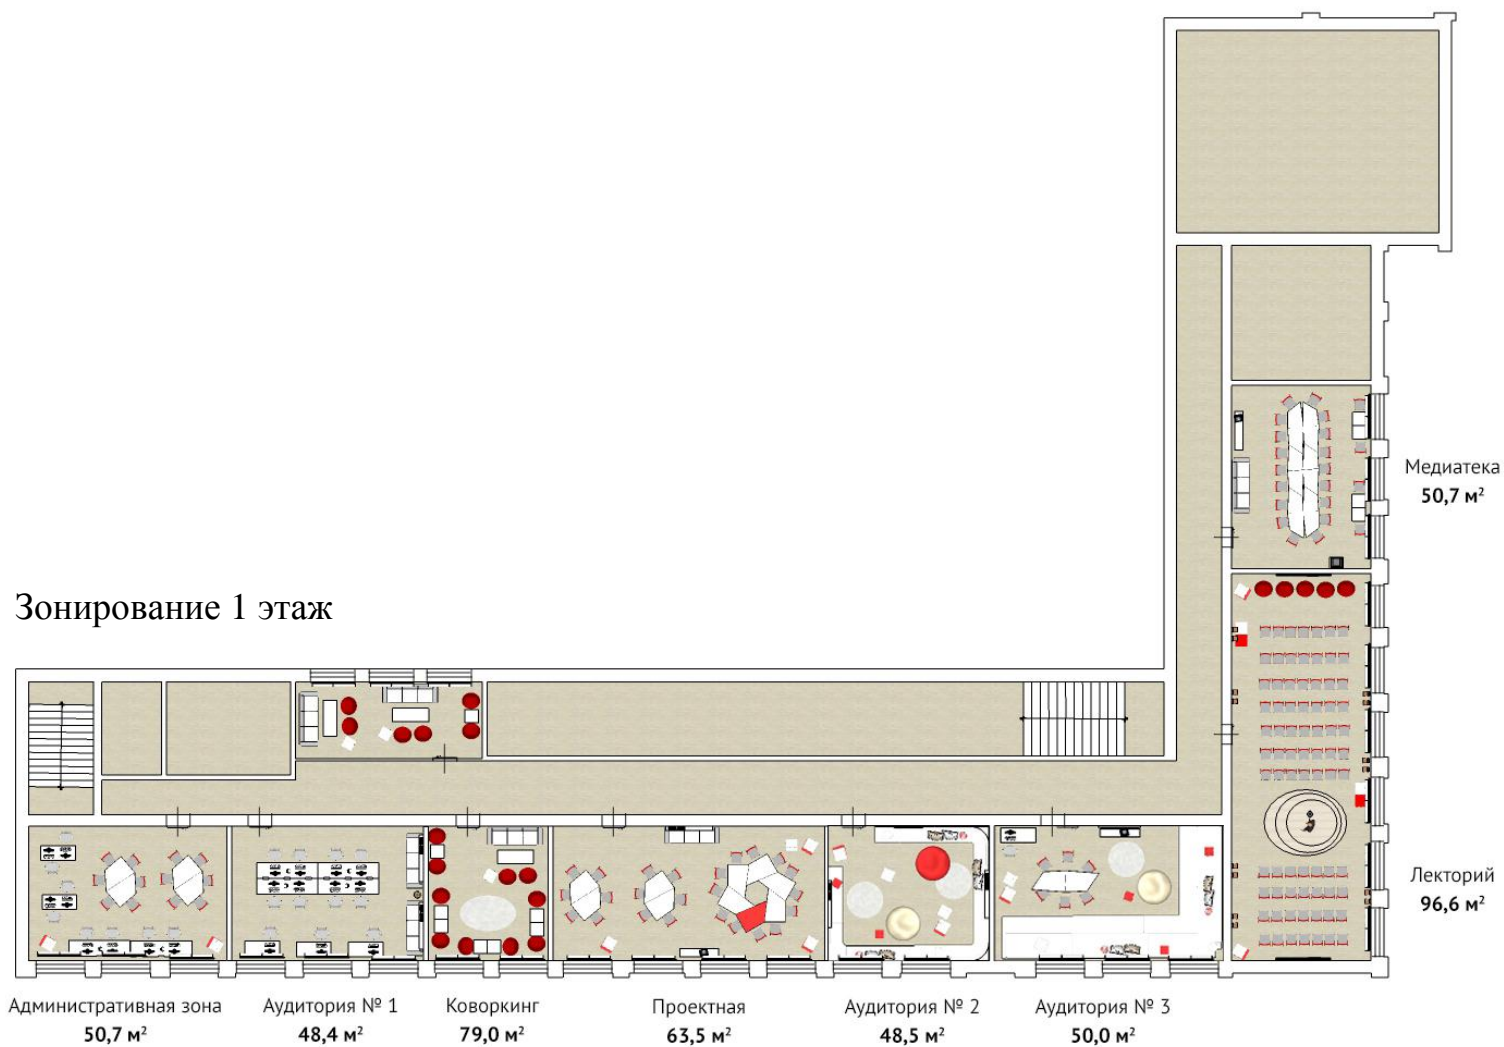 Медиатека
50,7 м²
Зонирование 1 этаж
Лекторий
96,6 м²
Административная зона
50,7 м²
Аудитория № 1
48,4 м²
Коворкинг
79,0 м²
Проектная
63,5 м²
Аудитория № 2
48,5 м²
Аудитория № 3
50,0 м²